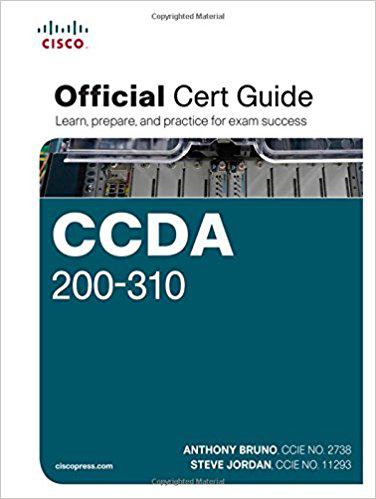 Copyrighted Material
CISCO
Official Cert Guide
Learn, prepare, and practice for exam success
CCDA
200-310
ANTHONY BRUNO, CCIE NO. 2738
ciscopress.com STEVE JORDAN, CCIE NO. 11293
Copyrighted Material